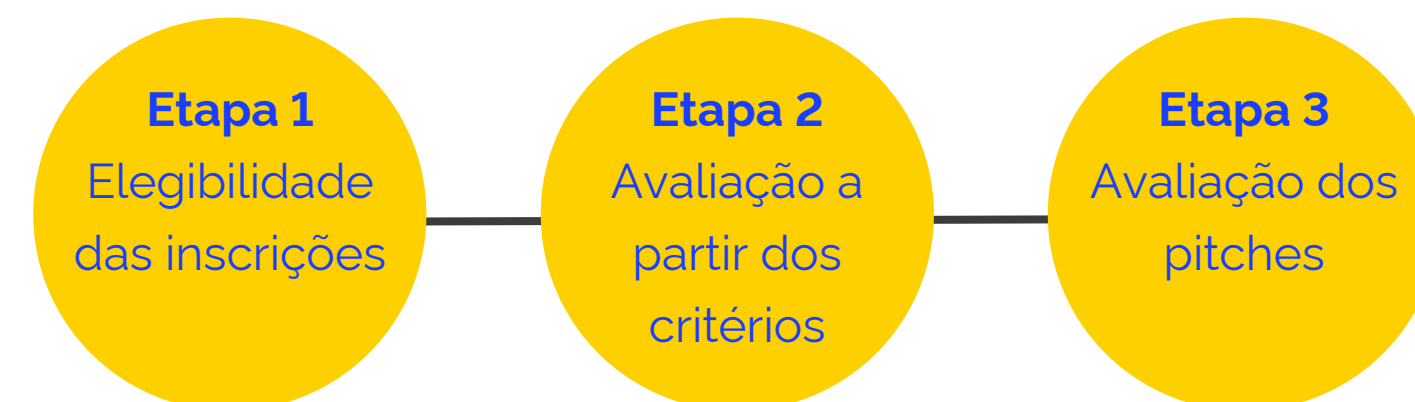 Etapa 1
Elegibilidade
das inscrições
Etapa 2
Avaliação a
partir dos
critérios
Etapa 3
Avaliação dos
pitches